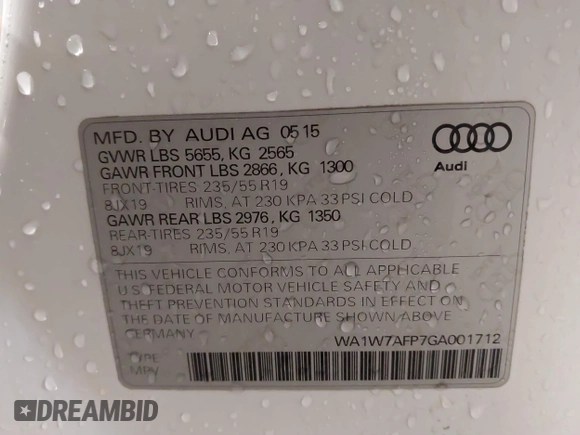 MFD. BY AUDI AG 05 15
GVWR LBS 5655, KG 2565
GAWR FRONT LBS 2866, KG 1300
FRONT-TIRES 235/55 R19
8JX19 RIMS, AT 230 KPA 33 PSI COLD
GAWR REAR LBS 2976, KG 1350
REAR-TIRES 235/55 R19
8JX19 RIMS, AT 230 KPA 33 PSI COLD
Audi
THIS VEHICLE CONFORMS TO ALL APPLICABLE
U.S. FEDERAL MOTOR VEHICLE SAFETY AND
THEFT PREVENTION STANDARDS IN EFFECT ON
THE DATE OF MANUFACTURE SHOWN ABOVE
GERMANY
WA1W7AFP7GA001712
TYPE
MPV
DREAMBID